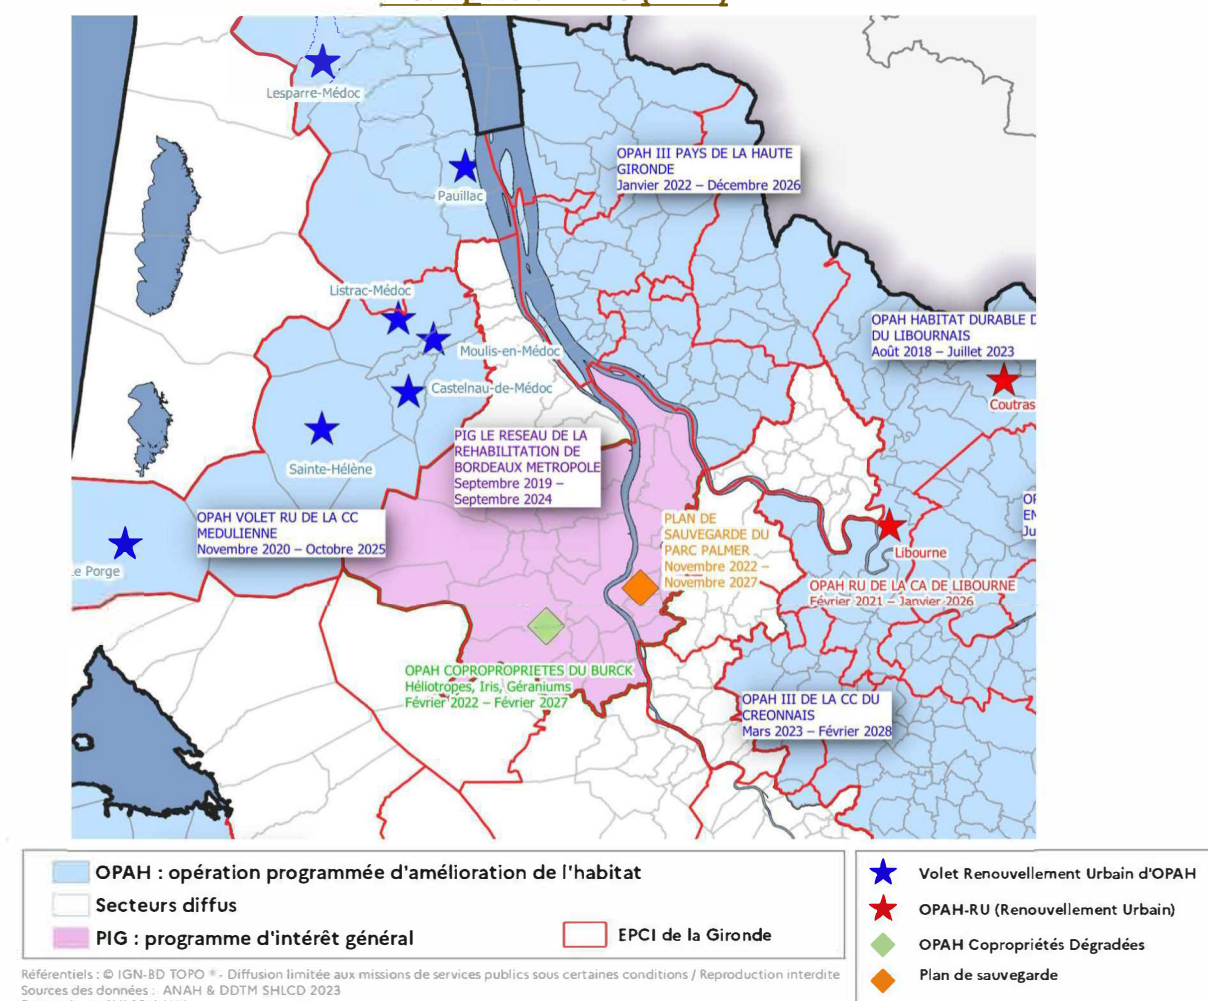 Lesparre-Médoc
OPAH III PAYS DE LA HAUTE
GIRONDE
Janvier 2022 – Décembre 2026
Pauillac
Listrac-Médoc
OPAH HABITAT DURABLE
DU LIBOURNAIS
Août 2018 – Juillet 2023
Moulis-en-Médoc
Castelnau-de-Médoc
Coutras
PIG LE RESEAU DE LA
REHABILITATION DE
BORDEAUX METROPOLE
Septembre 2019 –
Septembre 2024
Sainte-Hélène
OPAH VOLET RU DE LA CC
MEDULIENNE
Novembre 2020 – Octobre 2025
PLAN DE
SAUVEGARDE DU
PARC PALMER
Novembre 2022 –
Novembre 2027
Le Porge
Libourne
OPAH RU DE LA CA DE LIBOURNE
Février 2021 – Janvier 2026
OPAH COPROPROPRIETES DU BURCK
Héliotropes, Iris, Géraniums
Février 2022 – Février 2027
OPAH III DE LA CC DU
CREONNAIS
Mars 2023 – Février 2028
OPAH : opération programmée d'amélioration de l'habitat
Secteurs diffus
PIG : programme d'intérêt général
EPCI de la Gironde
Volet Renouvellement Urbain d'OPAH
OPAH-RU (Renouvellement Urbain)
OPAH Copropriétés Dégradées
Plan de sauvegarde
Référentiels : © IGN-BD TOPO ® - Diffusion limitée aux missions de services publics sous certaines conditions / Reproduction interdite
Sources des données : ANAH & DDTM SHLCD 2023